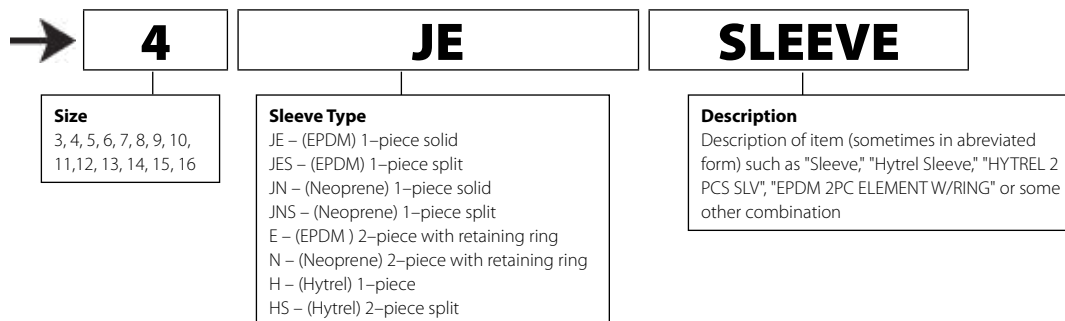 4 JE SLEEVE
Size
3, 4, 5, 6, 7, 8, 9, 10,
11,12, 13, 14, 15, 16
Sleeve Type
JE – (EPDM) 1–piece solid
JES – (EPDM) 1–piece split
JN – (Neoprene) 1–piece solid
JNS – (Neoprene) 1–piece split
E – (EPDM ) 2–piece with retaining ring
N – (Neoprene) 2–piece with retaining ring
H – (Hytrel) 1–piece
HS – (Hytrel) 2–piece split
Description
Description of item (sometimes in abreviated
form) such as "Sleeve," "Hytrel Sleeve," "HYTREL 2
PCS SLV", "EPDM 2PC ELEMENT W/RING" or some
other combination